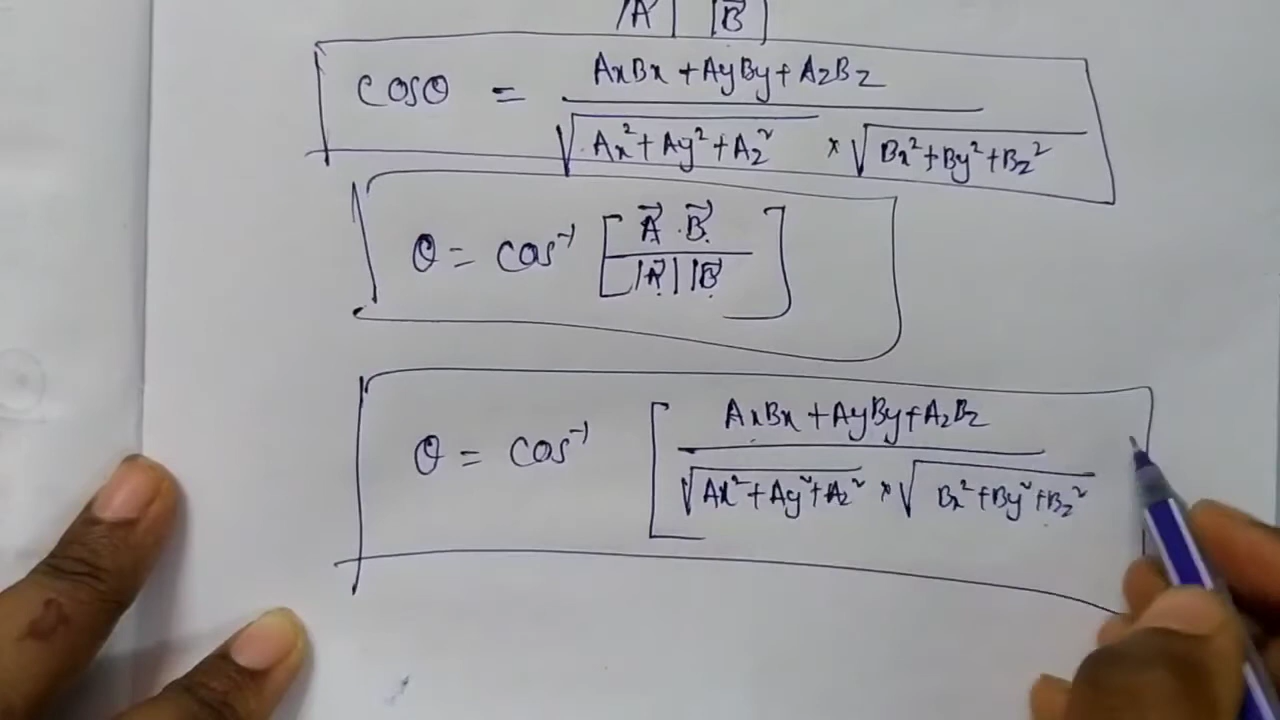 |A| |B⃗|
cosθ = AxBx + AyBy + AzBz
√Ax²+Ay²+Az² × √Bx²+By²+Bz²
θ = cos⁻¹ [ A⃗ · B⃗ ]
|A⃗| |B⃗|
θ = cos⁻¹ [ AxBx + AyBy + AzBz
√Ax²+Ay²+Az² × √Bx²+By²+Bz²